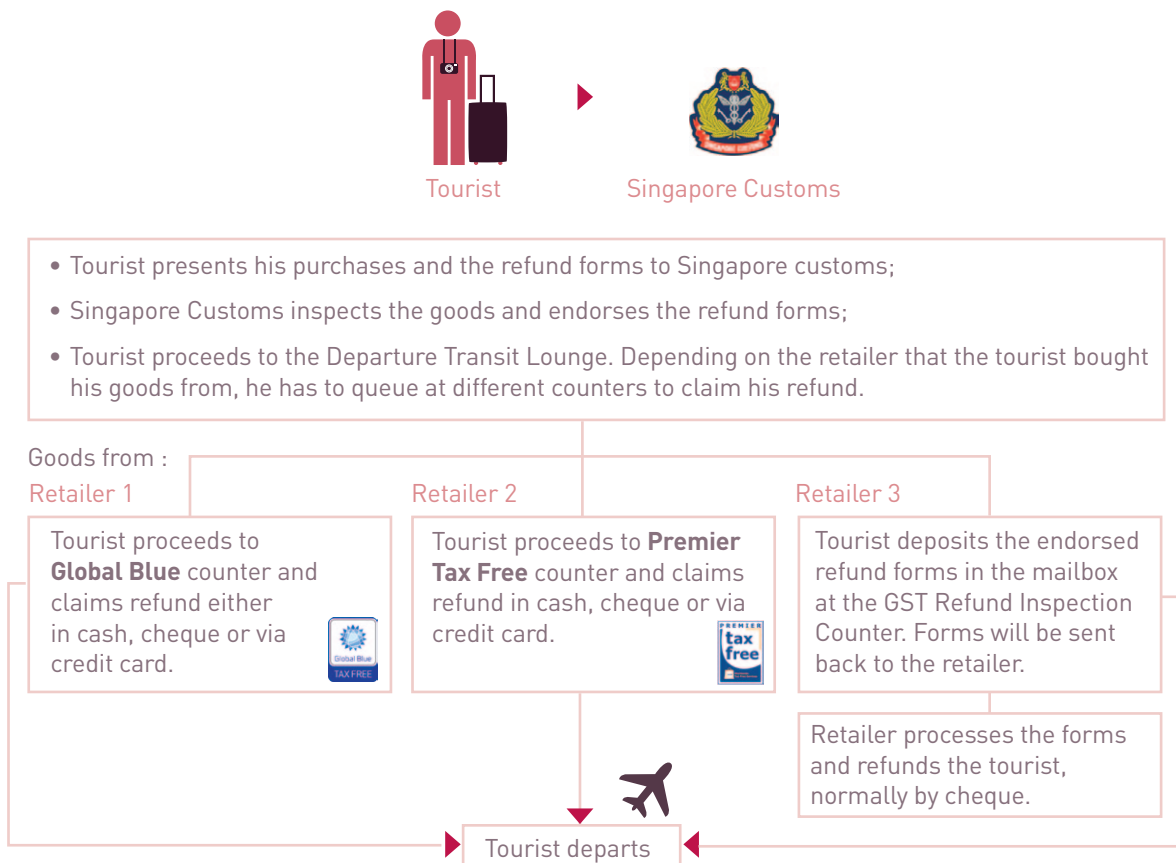 Tourist
Singapore Customs
• Tourist presents his purchases and the refund forms to Singapore customs;
• Singapore Customs inspects the goods and endorses the refund forms;
• Tourist proceeds to the Departure Transit Lounge. Depending on the retailer that the tourist bought
his goods from, he has to queue at different counters to claim his refund.
Goods from :
Retailer 1
Tourist proceeds to
Global Blue counter and
claims refund either
in cash, cheque or via
credit card.
Global Blue
TAX FREE
Retailer 2
Tourist proceeds to Premier
Tax Free counter and claims
refund in cash, cheque or via
credit card.
PREMIER
tax
free
Retailer 3
Tourist deposits the endorsed
refund forms in the mailbox
at the GST Refund Inspection
Counter. Forms will be sent
back to the retailer.
Retailer processes the forms
and refunds the tourist,
normally by cheque.
Tourist departs